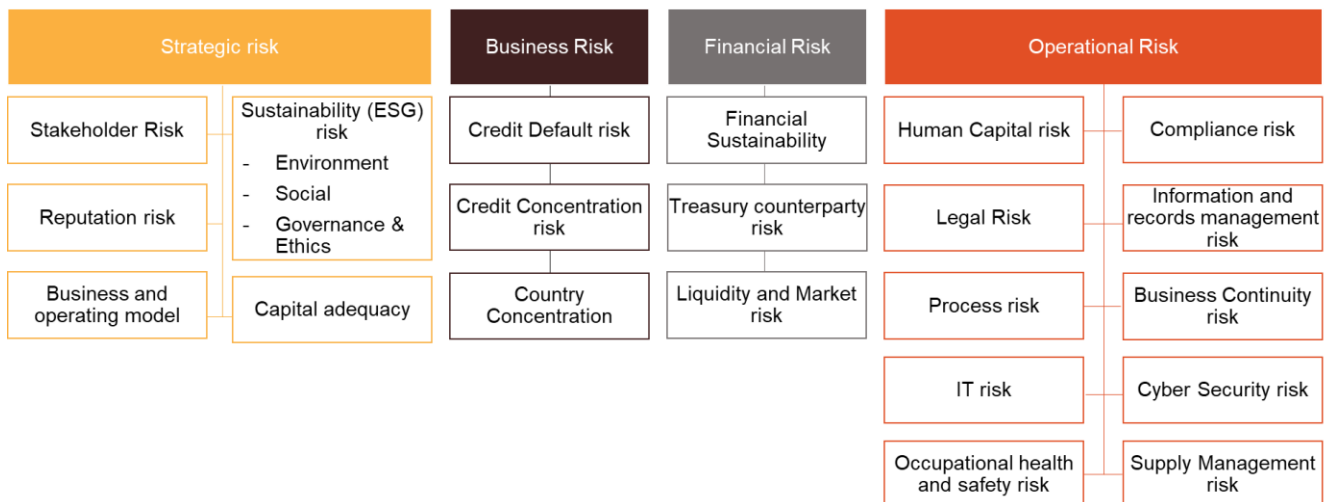 Strategic risk
Stakeholder Risk
Reputation risk
Business and
operating model
Sustainability (ESG)
risk
- Environment
- Social
- Governance &
Ethics
Capital adequacy
Business Risk
Credit Default risk
Credit Concentration
risk
Country
Concentration
Financial Risk
Financial
Sustainability
Treasury counterparty
risk
Liquidity and Market
risk
Operational Risk
Human Capital risk
Legal Risk
Process risk
IT risk
Occupational health
and safety risk
Compliance risk
Information and
records management
risk
Business Continuity
risk
Cyber Security risk
Supply Management
risk